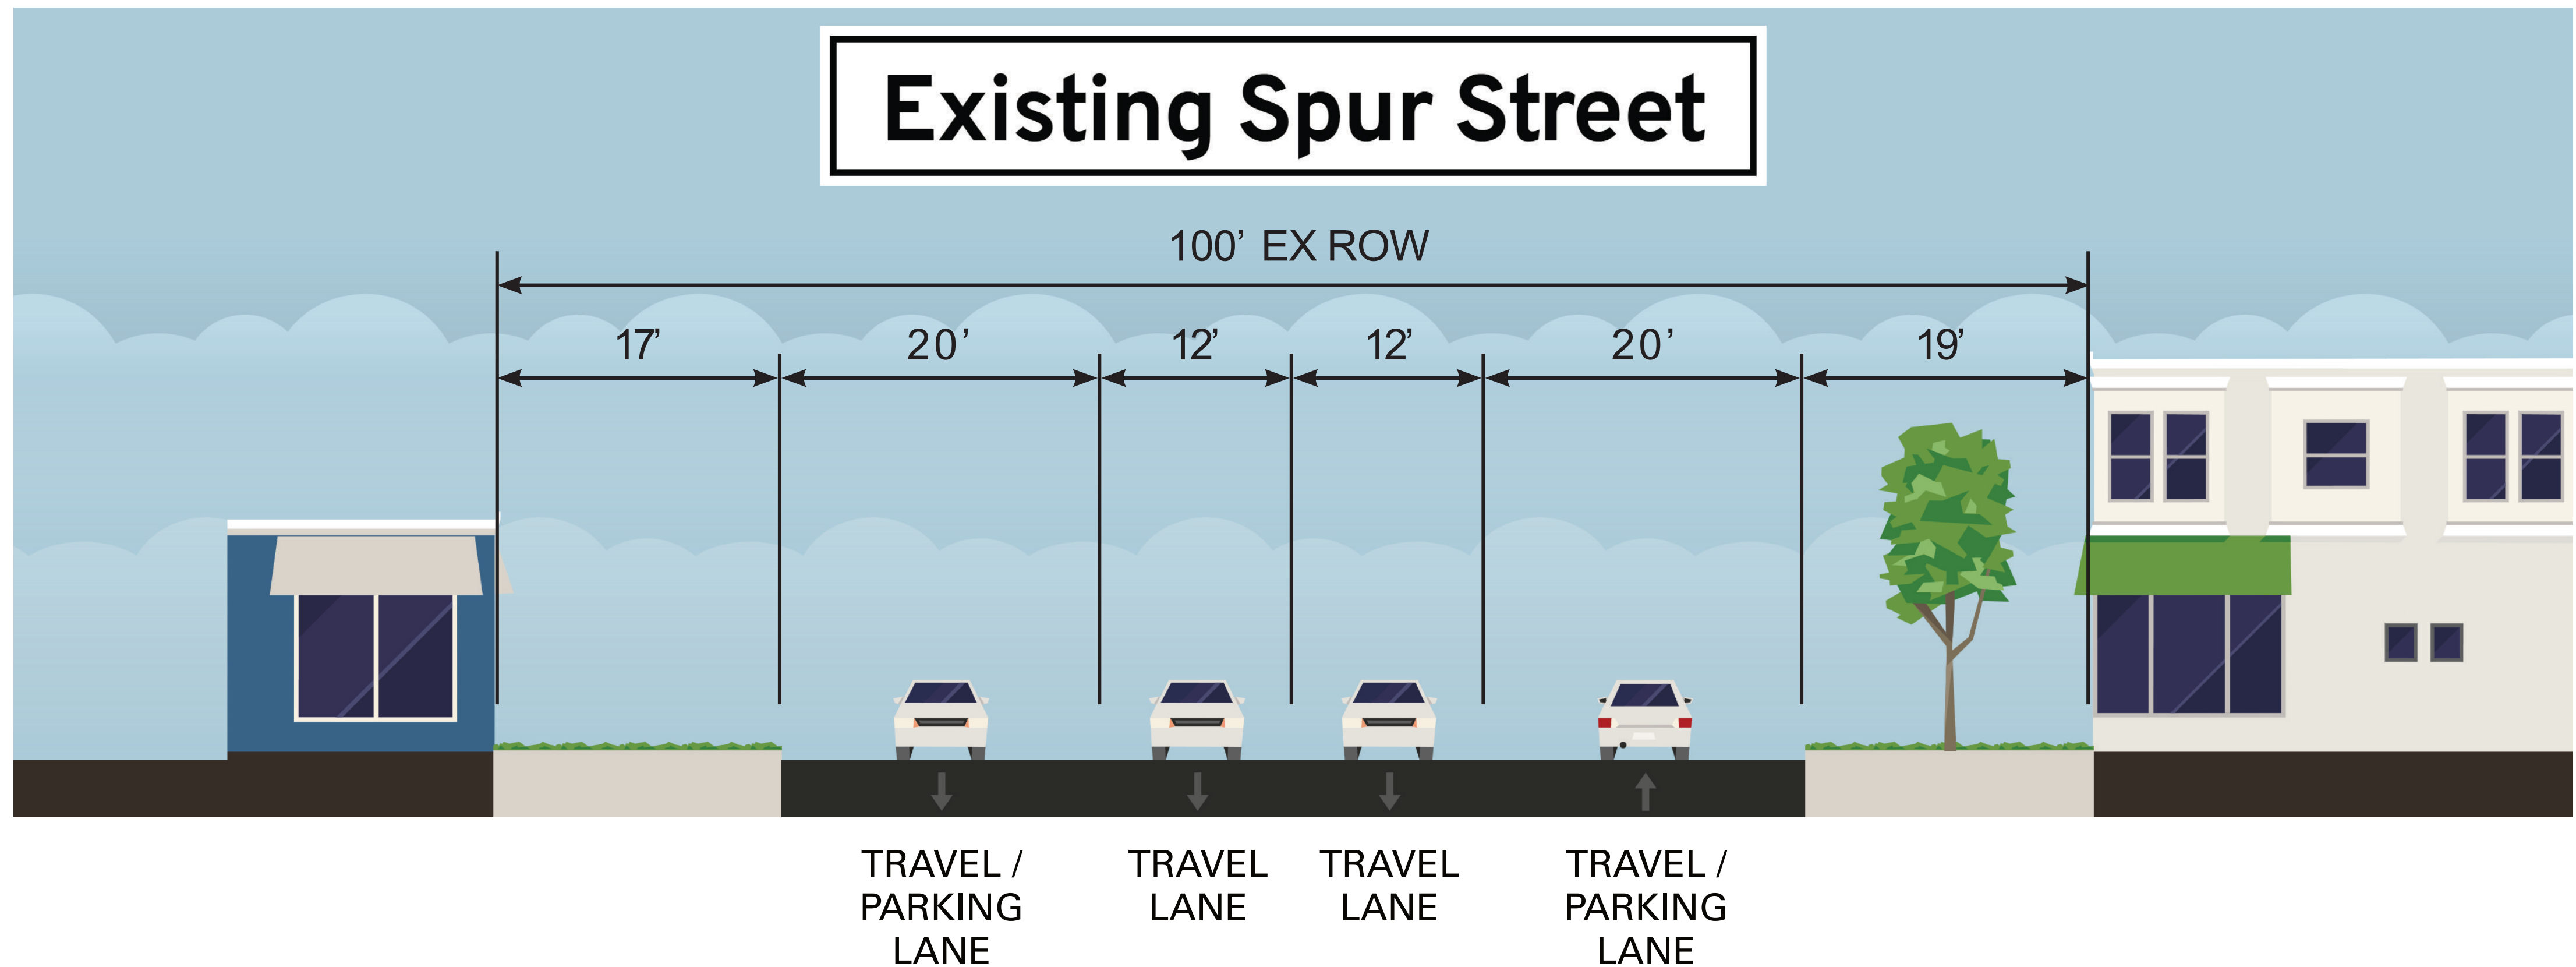 Existing Spur Street
100’ EX ROW
17’ 20’ 12’ 12’ 20’ 19’
TRAVEL / PARKING LANE
TRAVEL LANE
TRAVEL LANE
TRAVEL / PARKING LANE